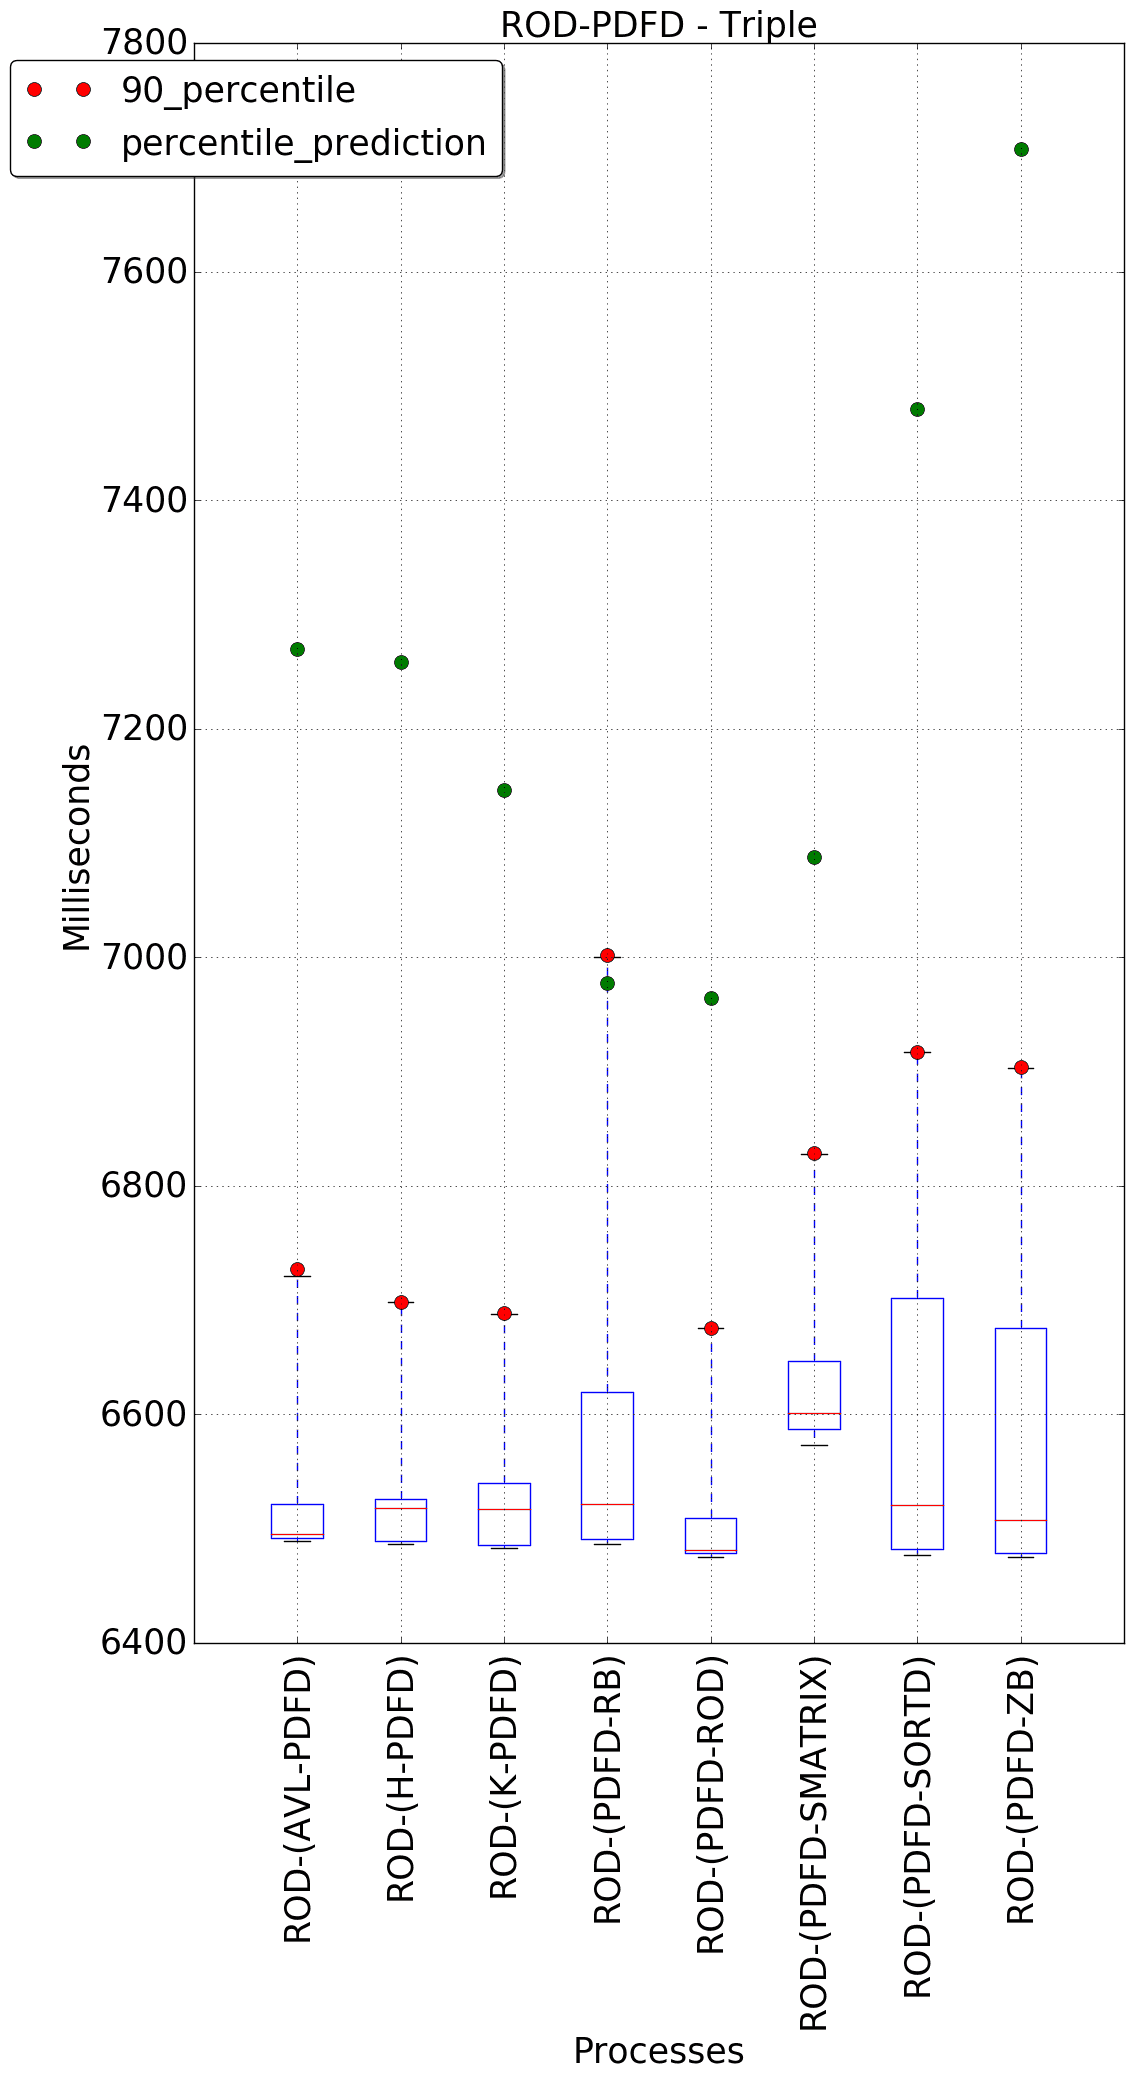 ROD-PDFD - Triple
90_percentile
percentile_prediction
7800
7600
7400
7200
7000
6800
6600
6400
Milliseconds
ROD-(AVL-PDFD)
ROD-(H-PDFD)
ROD-(K-PDFD)
ROD-(PDFD-RB)
ROD-(PDFD-ROD)
ROD-(PDFD-SMATRIX)
ROD-(PDFD-SORTD)
ROD-(PDFD-ZB)
Processes